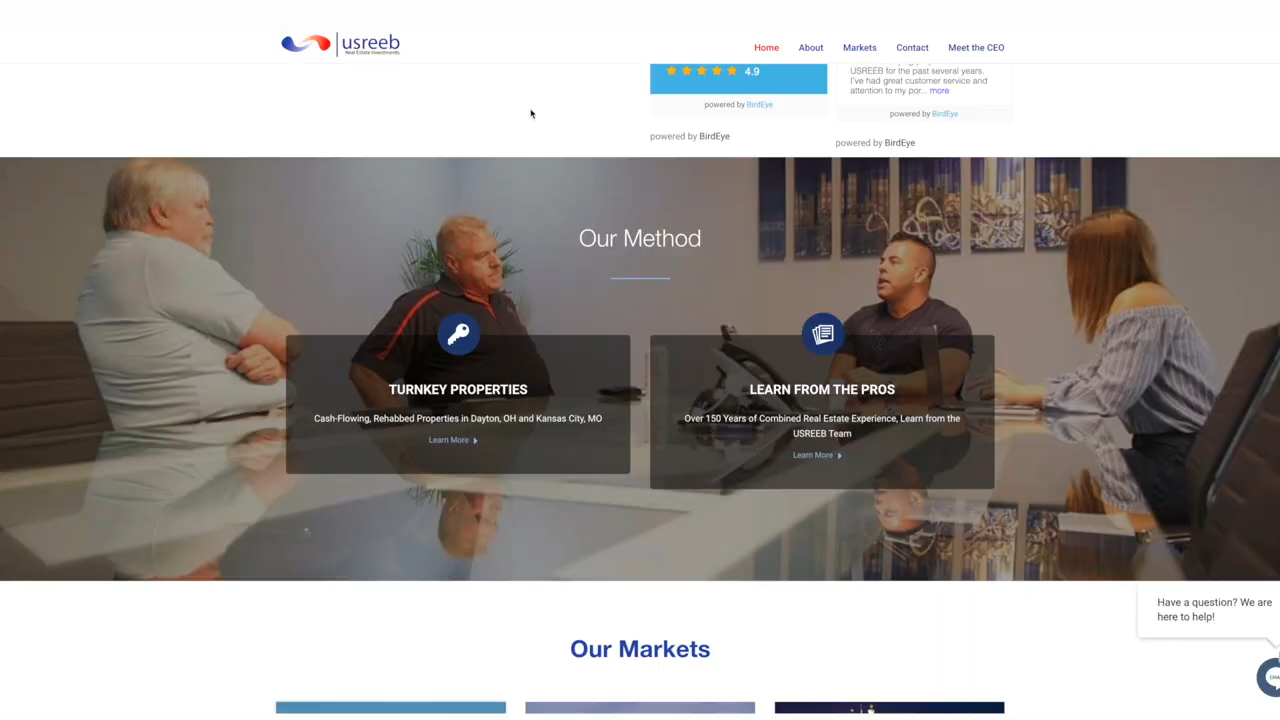 usreeb
Real Estate Investments
Home
About
Markets
Contact
Meet the CEO
4.9
powered by BirdEye
powered by BirdEye
USREEB for the past several years.
I've had great customer service and
attention to my por... more
powered by BirdEye
powered by BirdEye
Our Method
TURNKEY PROPERTIES
Cash-Flowing, Rehabbed Properties in Dayton, OH and Kansas City, MO
Learn More
LEARN FROM THE PROS
Over 150 Years of Combined Real Estate Experience, Learn from the
USREEB Team
Learn More
Our Markets
Have a question? We are
here to help!